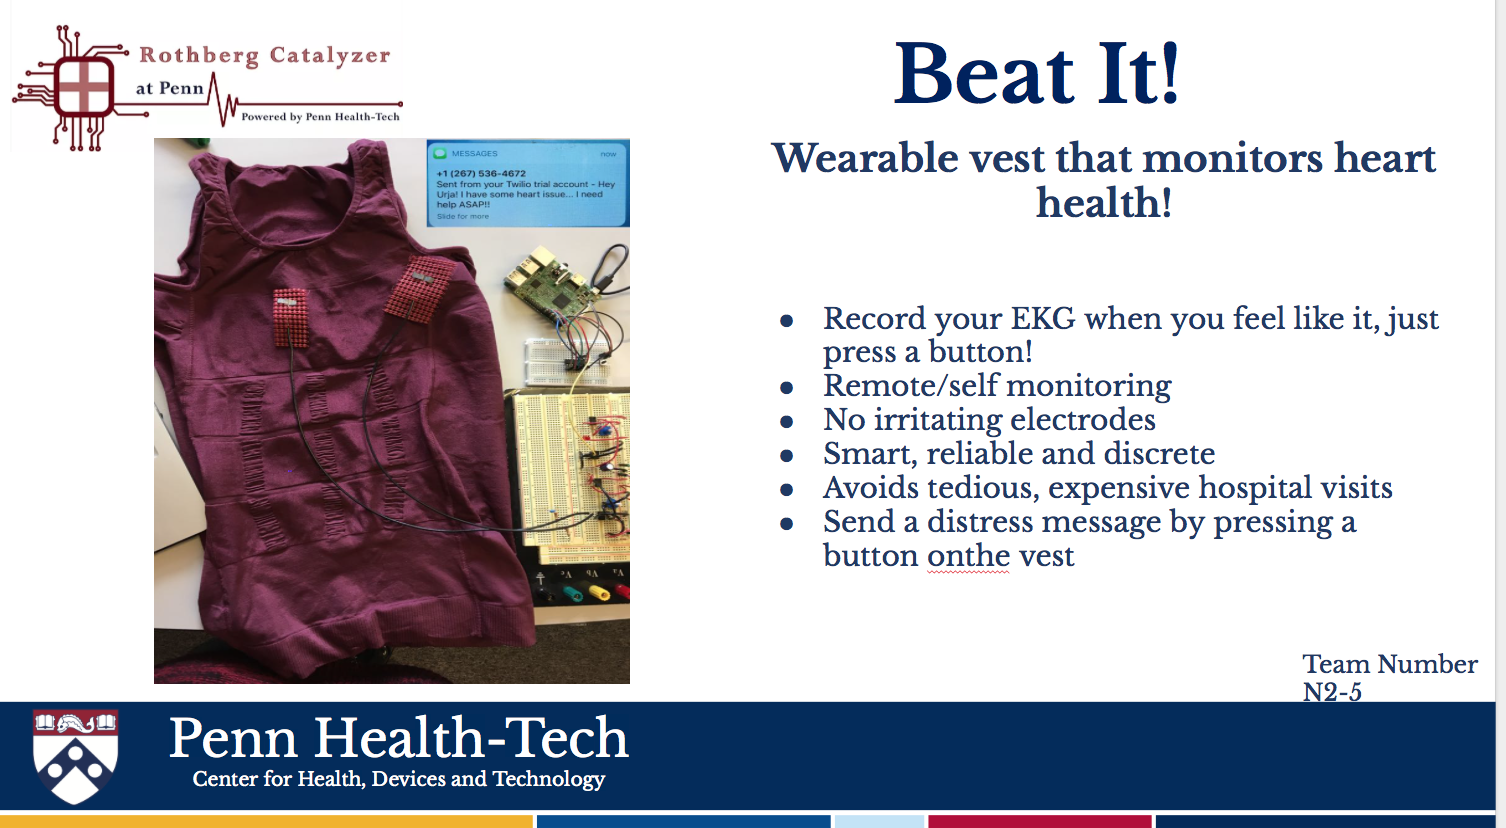 Rothberg Catalyzer
at Penn
Powered by Penn Health-Tech
Beat It!
Wearable vest that monitors heart
health!
MESSAGES
now
+1 (267) 536-4672
Sent from your Twilio trial account - Hey
Urja! I have some heart issue... I need
help ASAP!!
Slide for more
● Record your EKG when you feel like it, just
press a button!
● Remote/self monitoring
● No irritating electrodes
● Smart, reliable and discrete
● Avoids tedious, expensive hospital visits
● Send a distress message by pressing a
button onthe vest
Vc Vb Va
Team Number
N2-5
Penn Health-Tech
Center for Health, Devices and Technology